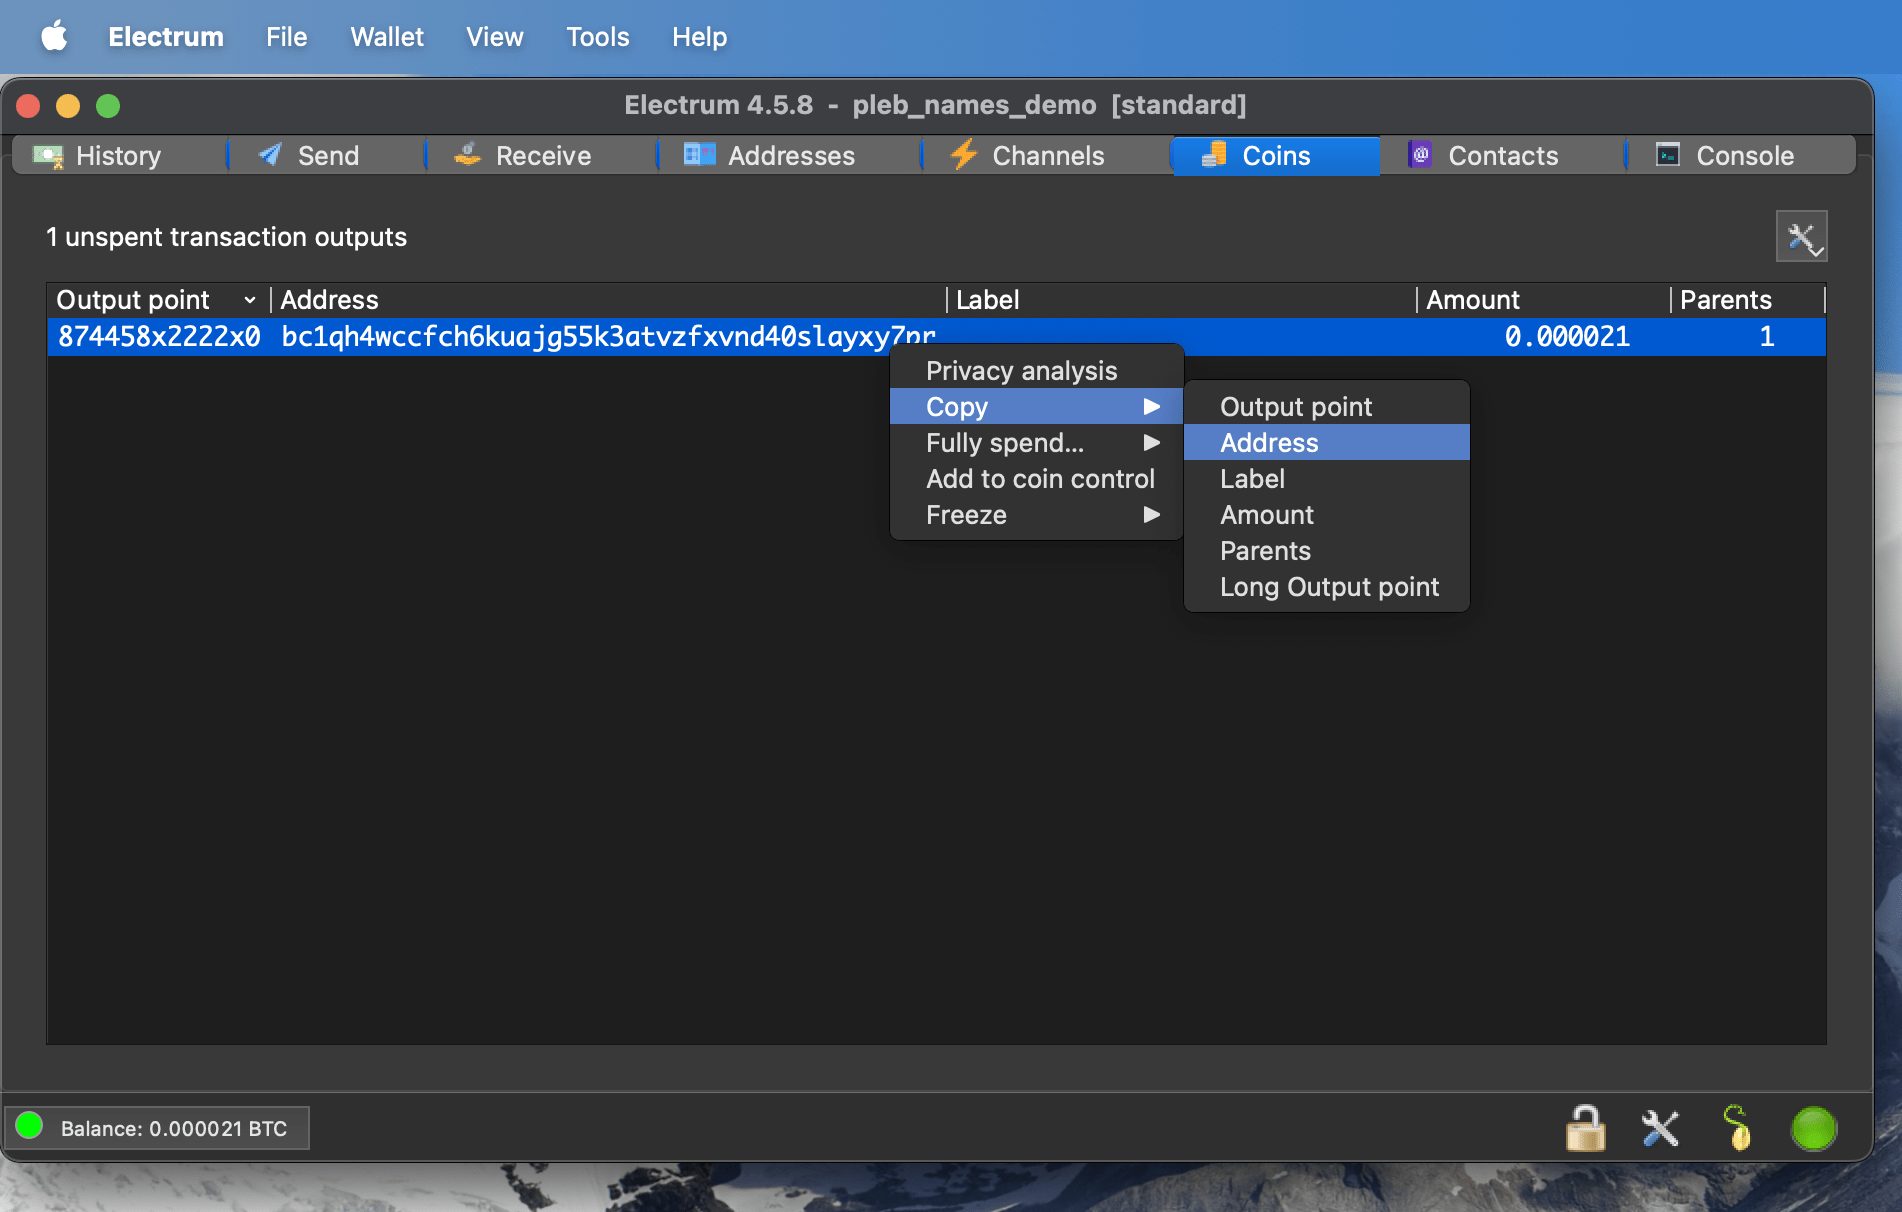 Electrum File Wallet View Tools Help
Electrum 4.5.8 - pleb_names_demo [standard]
History Send Receive Addresses Channels Coins Contacts Console
1 unspent transaction outputs
Output point Address Label Amount Parents
874458x2222x0 bc1qh4wccfch6kuajg55k3atvzfxvnd40slayxy7pr 0.000021 1
Privacy analysis
Copy
Fully spend...
Add to coin control
Freeze
Output point
Address
Label
Amount
Parents
Long Output point
Balance: 0.000021 BTC